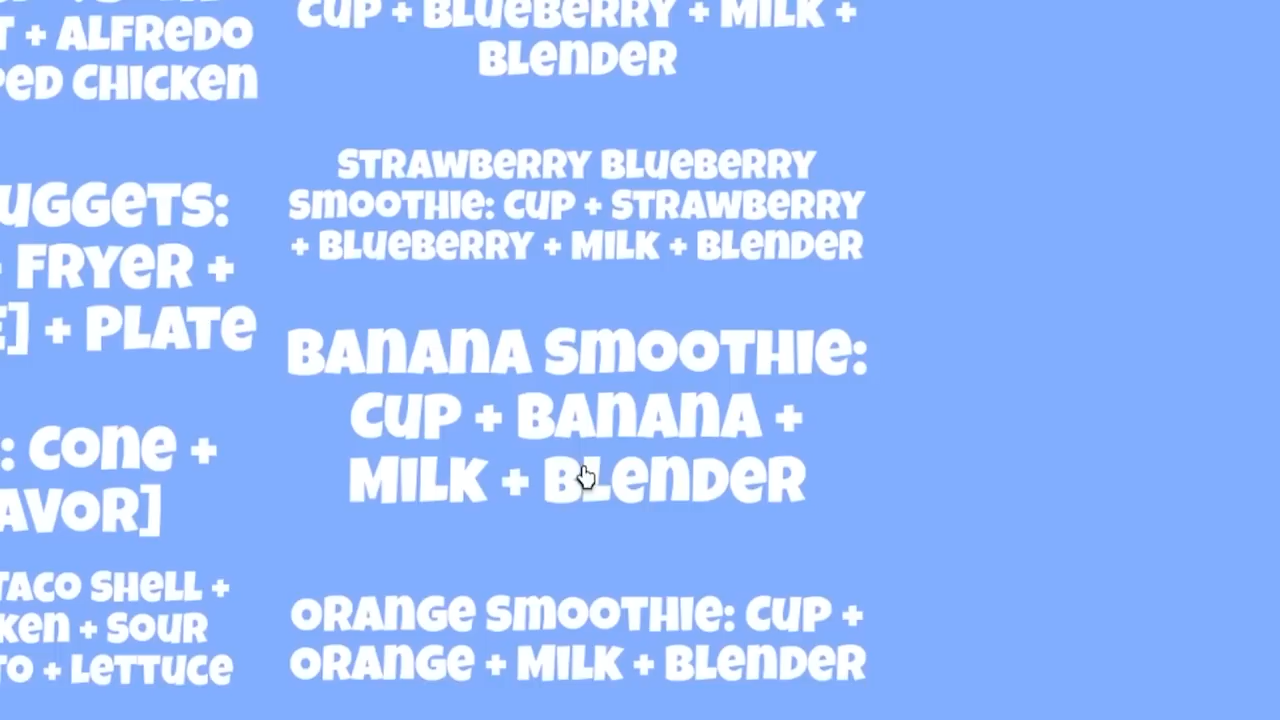 T + ALFREDO
PED CHICKEN
UGGETS:
+ FRYER +
E] + PLATE
: CONE +
AVOR]
TACO SHELL +
KEN + SOUR
TO + LETTUCE
CUP + BLUEBERRY + MILK +
BLENDER
STRAWBERRY BLUEBERRY
SMOOTHIE: CUP + STRAWBERRY
+ BLUEBERRY + MILK + BLENDER
BANANA SMOOTHIE:
CUP + BANANA +
MILK + BLENDER
ORANGE SMOOTHIE: CUP +
ORANGE + MILK + BLENDER